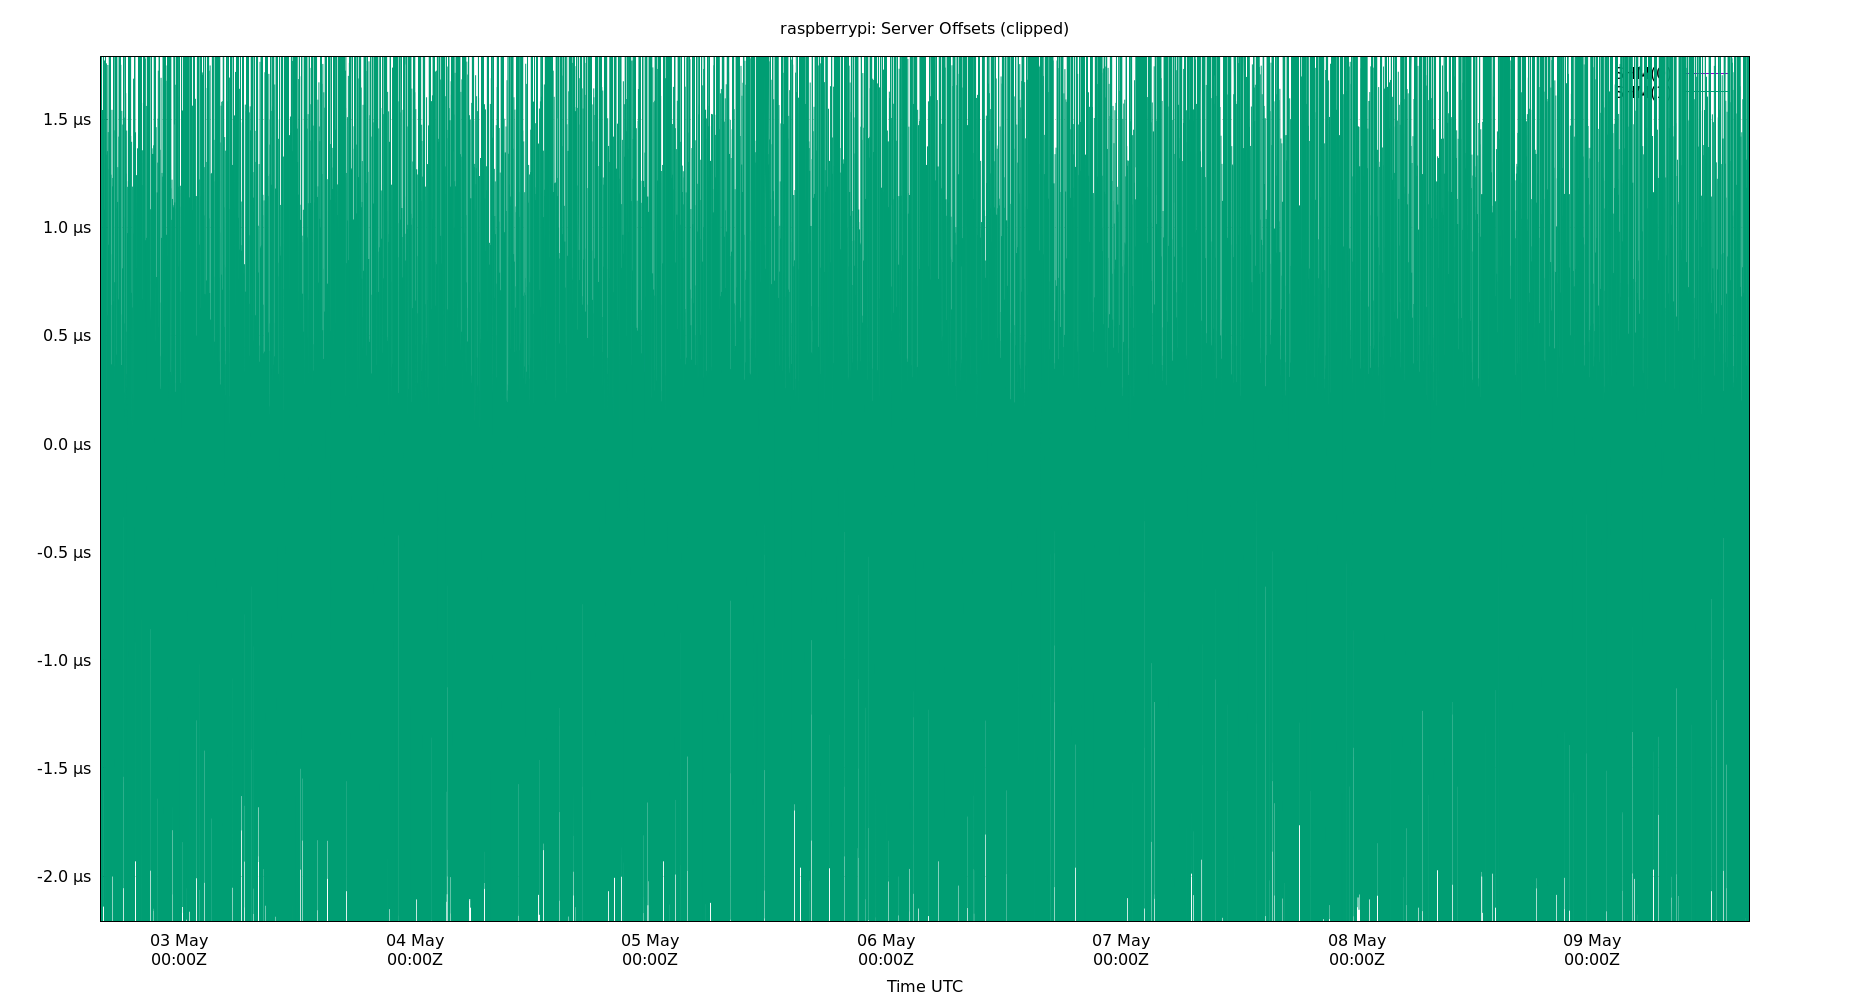 raspberrypi: Server Offsets (clipped)
1.5 µs
1.0 µs
0.5 µs
0.0 µs
-0.5 µs
-1.0 µs
-1.5 µs
-2.0 µs
03 May 04 May 05 May 06 May 07 May 08 May 09 May
00:00Z 00:00Z 00:00Z 00:00Z 00:00Z 00:00Z 00:00Z
Time UTC